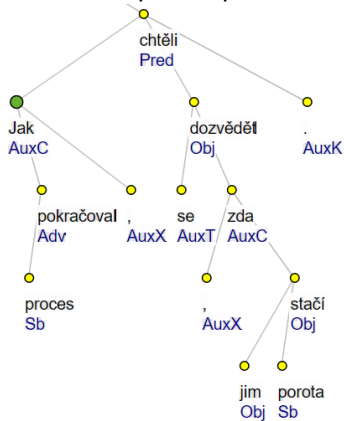 chtěli
Pred
Jak
AuxC
dozvěděl
Obj
.
AuxK
pokračoval
Adv
,
AuxX
se
AuxT
zda
AuxC
proces
Sb
,
AuxX
stačí
Obj
jim
Obj
porota
Sb